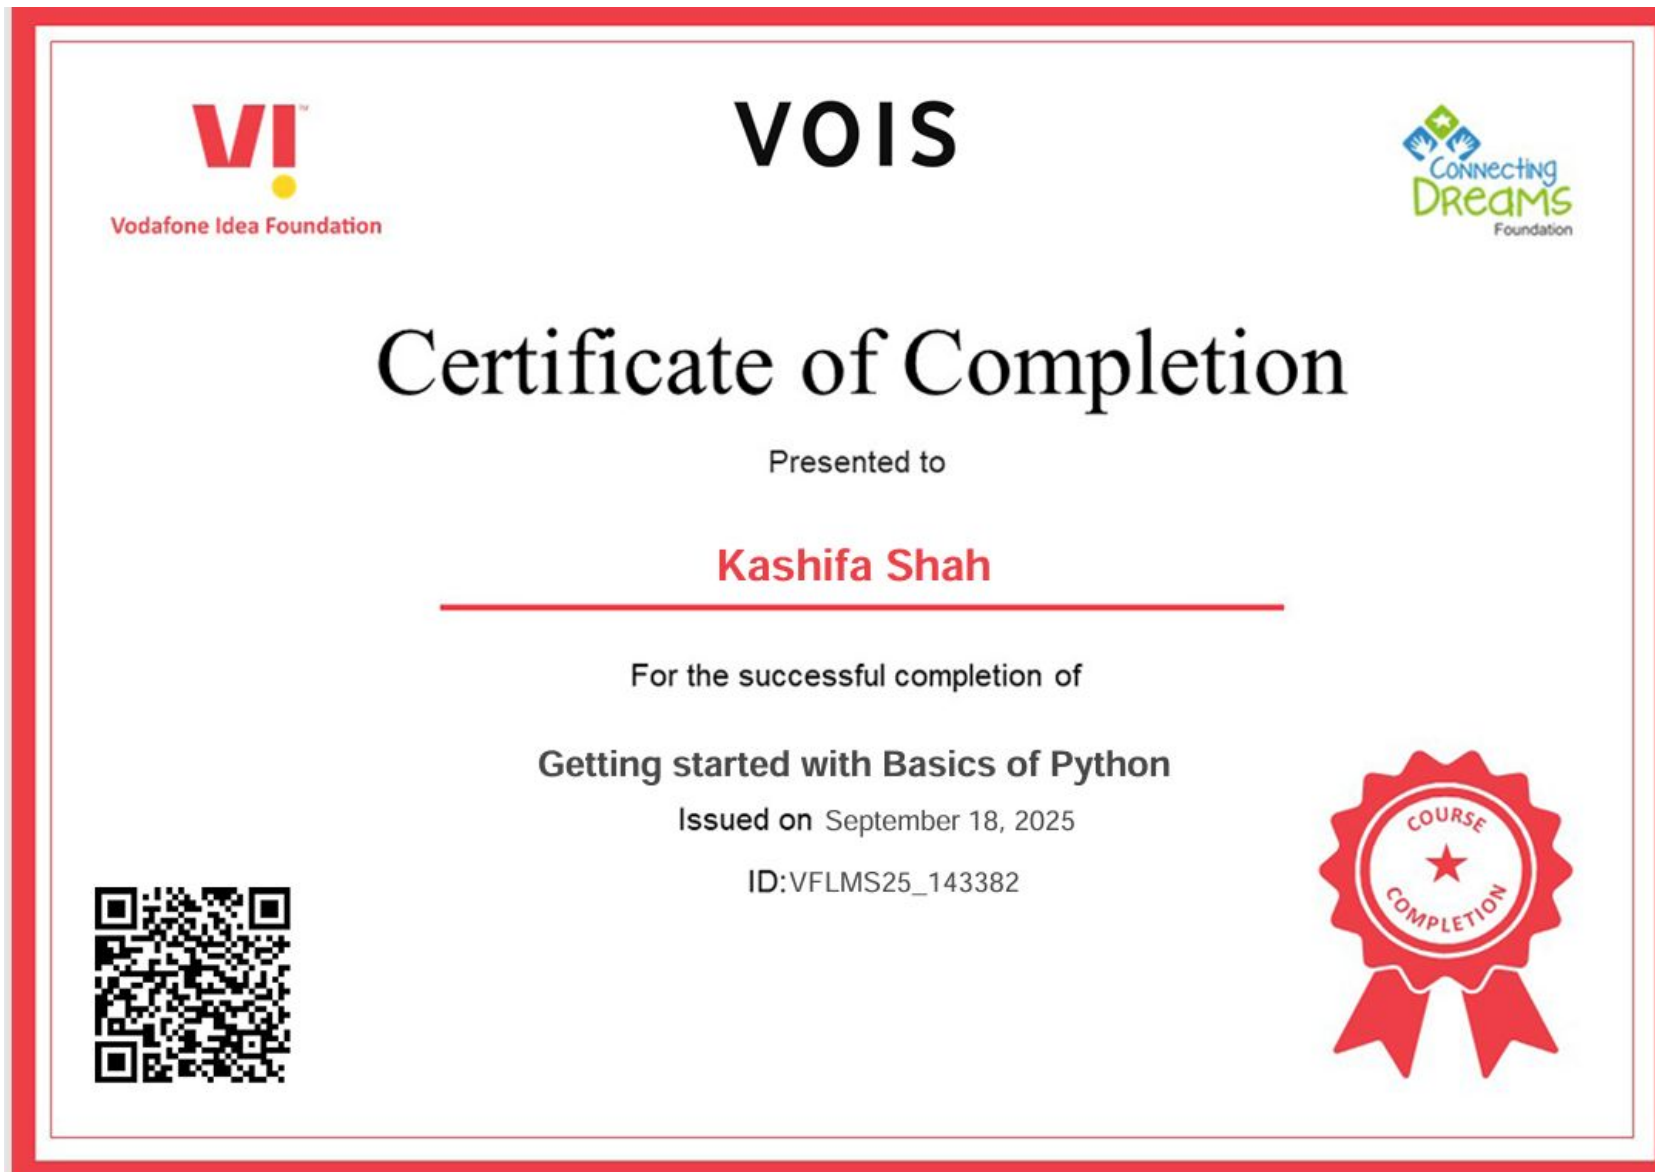 VI™
Vodafone Idea Foundation
VOIS
Connecting
Dreams
Foundation
Certificate of Completion
Presented to
Kashifa Shah
For the successful completion of
Getting started with Basics of Python
Issued on September 18, 2025
ID:VFLMS25_143382
COURSE
COMPLETION